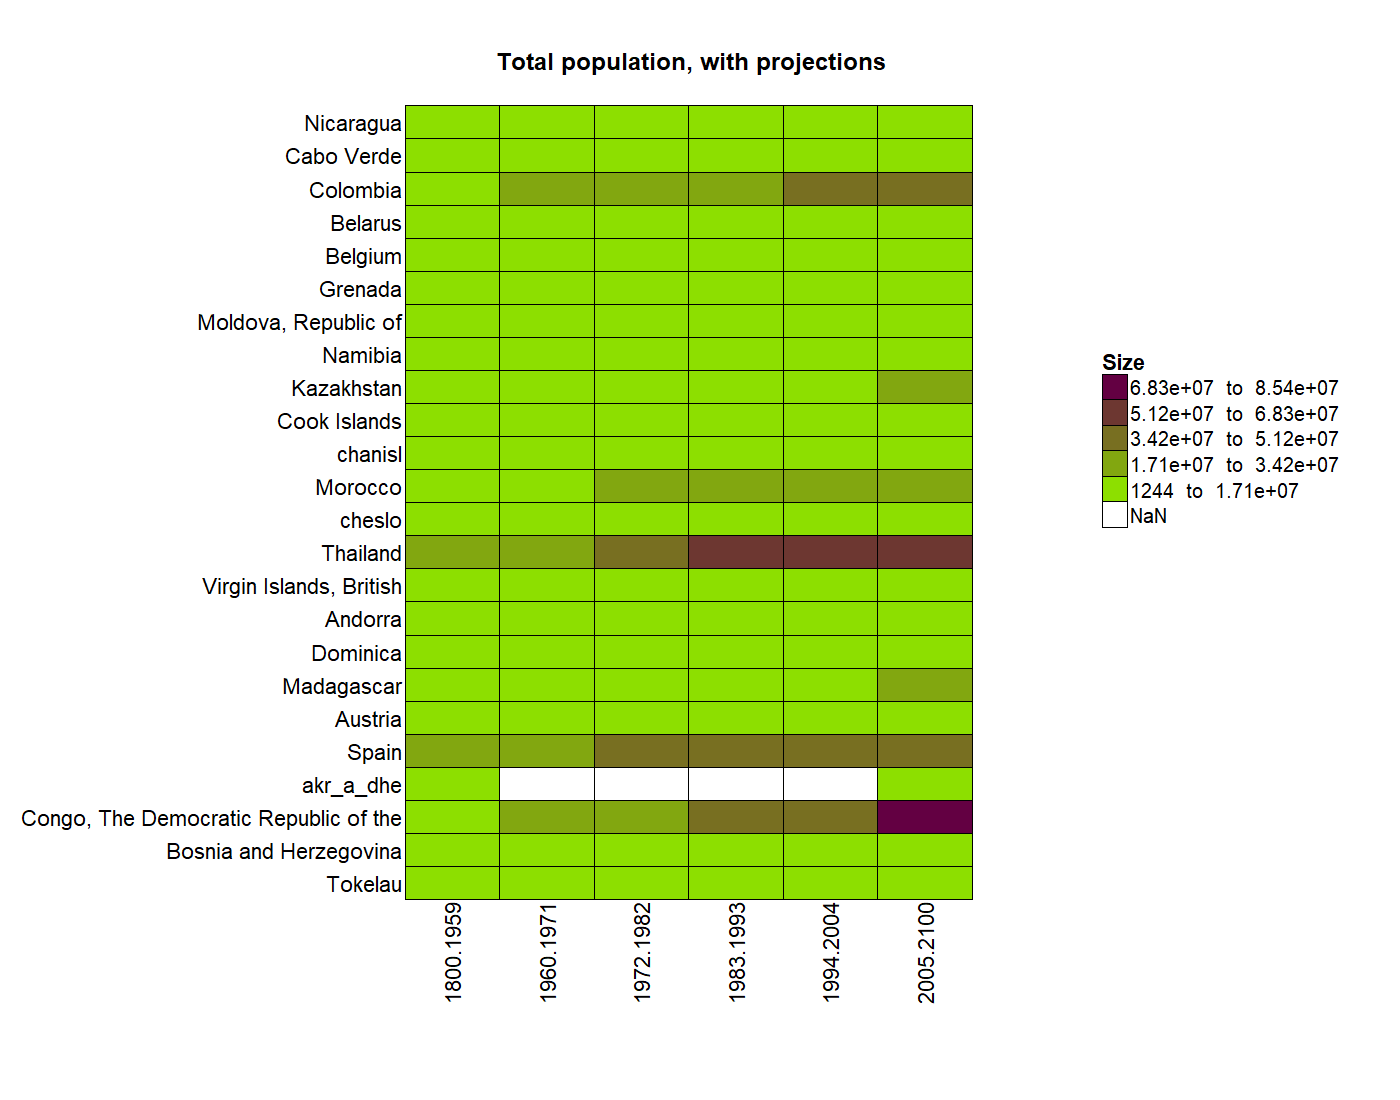 Total population, with projections
Nicaragua
Cabo Verde
Colombia
Belarus
Belgium
Grenada
Moldova, Republic of
Namibia
Kazakhstan
Cook Islands
chanisl
Morocco
cheslo
Thailand
Virgin Islands, British
Andorra
Dominica
Madagascar
Austria
Spain
akr_a_dhe
Congo, The Democratic Republic of the
Bosnia and Herzegovina
Tokelau
1800.1959
1960.1971
1972.1982
1983.1993
1994.2004
2005.2100
Size
6.83e+07 to 8.54e+07
5.12e+07 to 6.83e+07
3.42e+07 to 5.12e+07
1.71e+07 to 3.42e+07
1244 to 1.71e+07
NaN